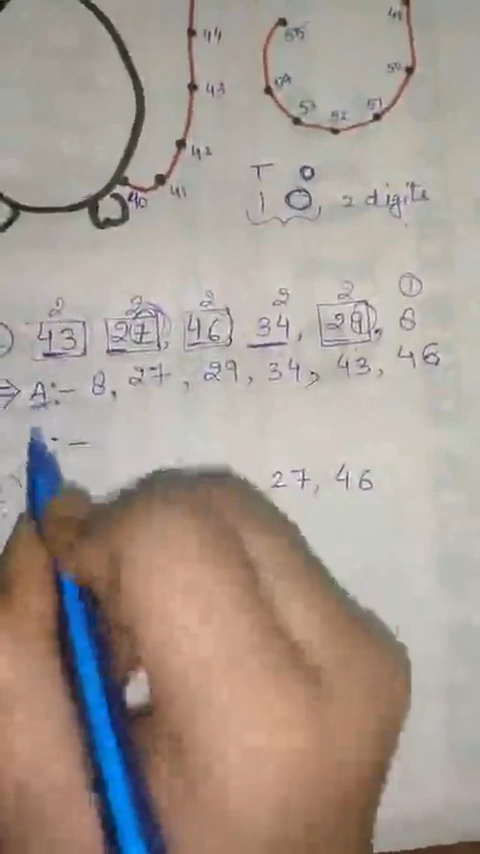 44
49
55
43
54
50
53
52
51
42
40
41
T O
1 0, 2 digits
2 2 2 2 2 1
43 27, 46 34, 29, 8
⇒ A:- 8, 27, 29, 34, 43, 46
:-
27, 46